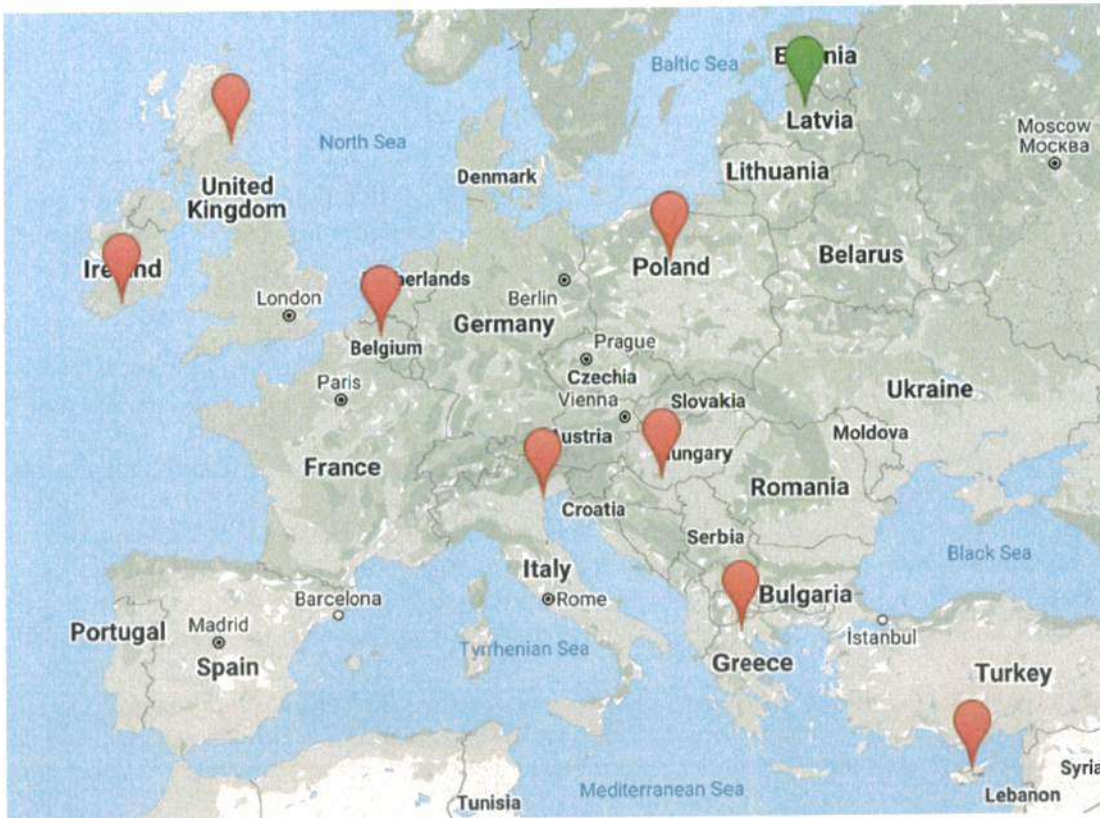 Baltic Sea
Latvia
Moscow
Москва
North Sea
Denmark
Lithuania
United
Kingdom
Poland
Belarus
London
Berlin
Germany
Belgium
Prague
Czechia
Paris
Vienna
Slovakia
Ukraine
Moldova
France
Romania
Croatia
Serbia
Black Sea
Italy
Barcelona
Rome
Bulgaria
Portugal
Madrid
Spain
Tyrrhenian Sea
Greece
İstanbul
Turkey
Mediterranean Sea
Tunisia
Lebanon
Syria